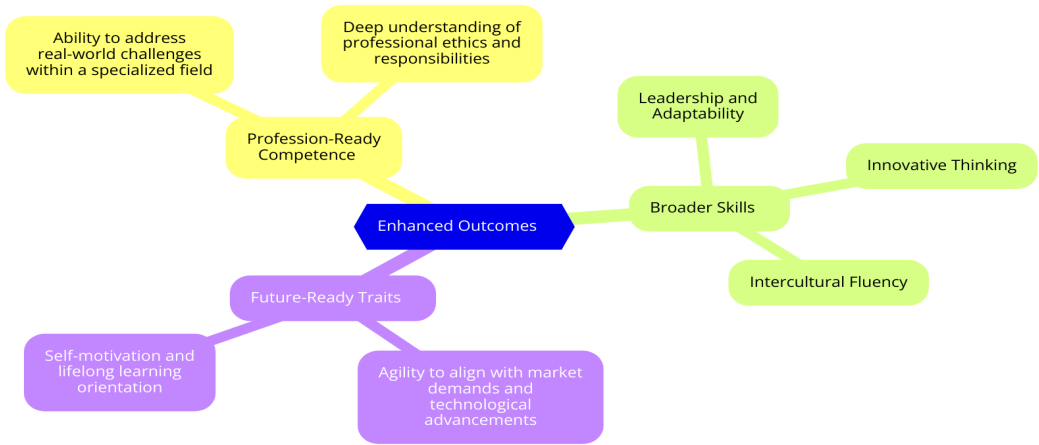 Ability to address
real-world challenges
within a specialized field
Deep understanding of
professional ethics and
responsibilities
Profession-Ready
Competence
Leadership and
Adaptability
Innovative Thinking
Broader Skills
Enhanced Outcomes
Intercultural Fluency
Future-Ready Traits
Self-motivation and
lifelong learning
orientation
Agility to align with market
demands and
technological
advancements